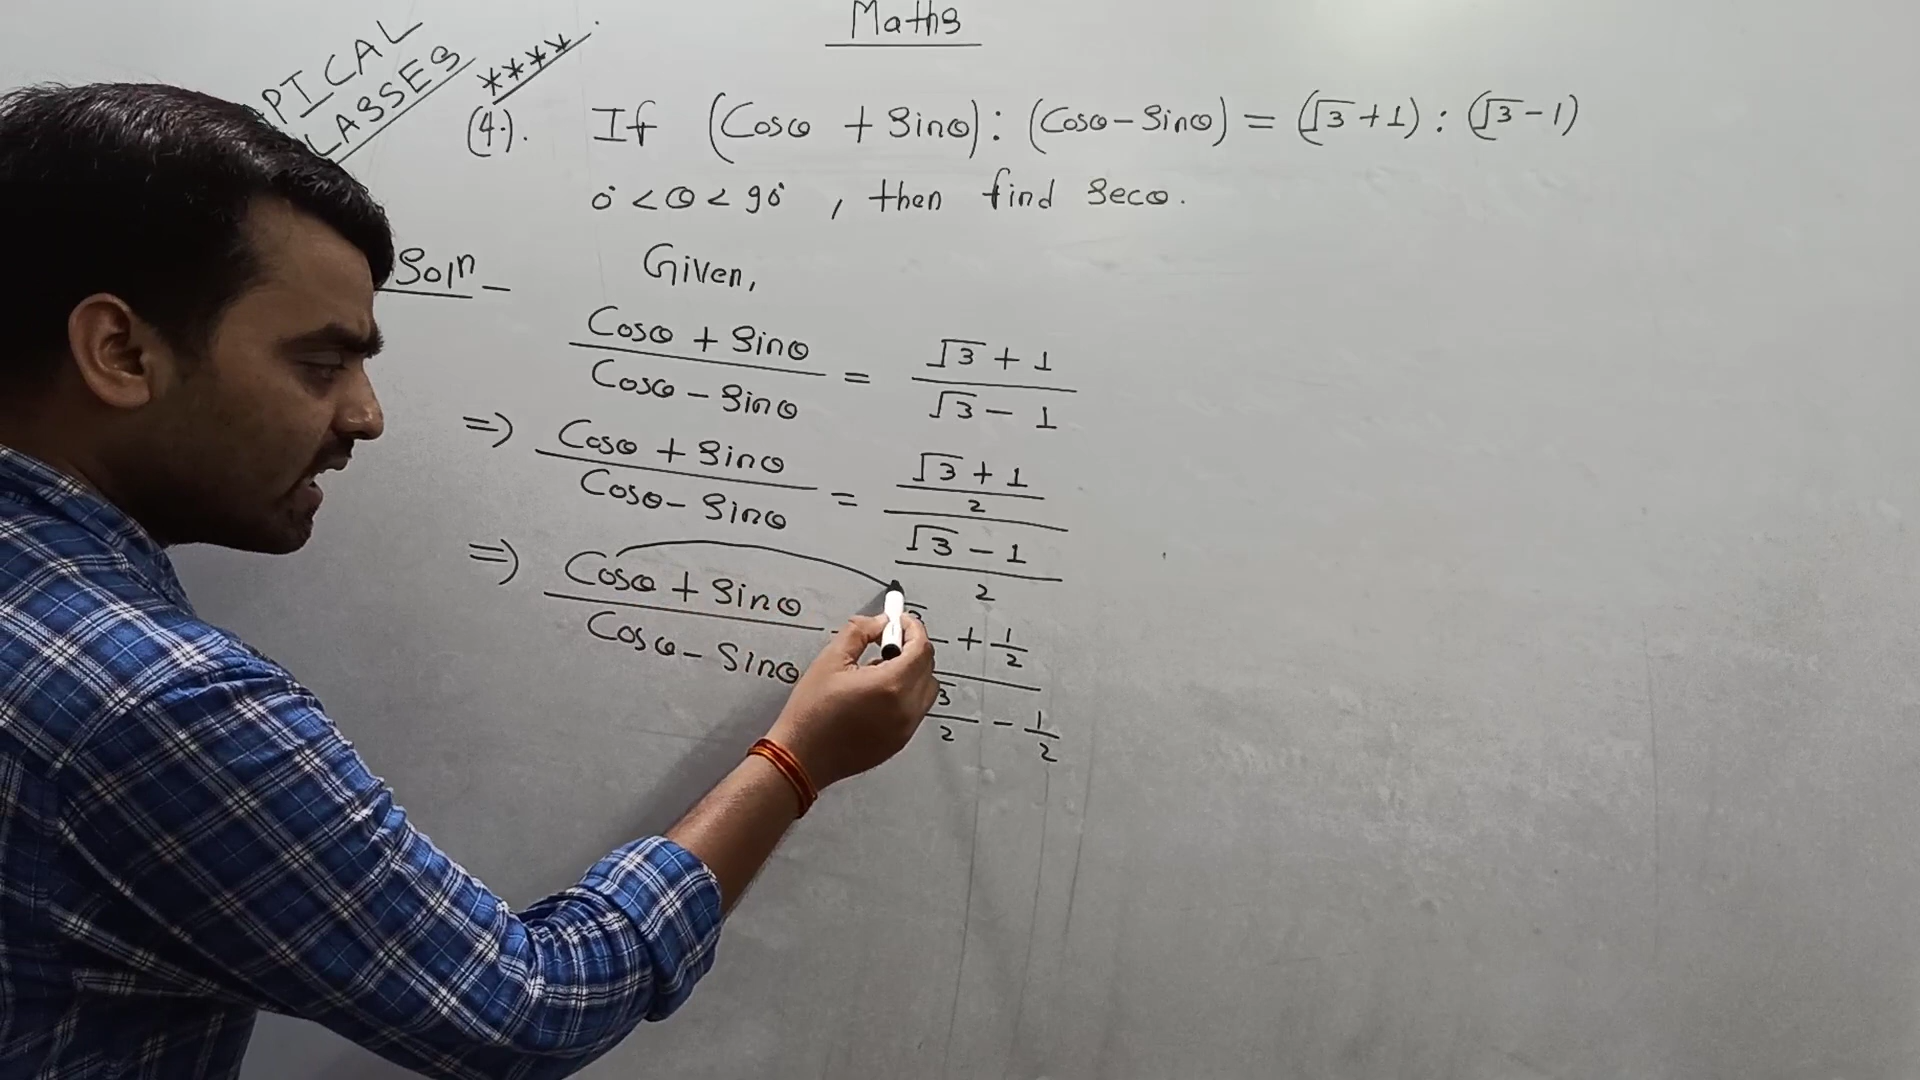 Maths
PICAL
LASSES
****.
(4.). If (Cosθ + Sinθ) : (Cosθ - Sinθ) = (√3 + 1) : (√3 - 1)
0° < θ < 90° , then find Secθ.
Soln - Given,
Cosθ + Sinθ / Cosθ - Sinθ = √3 + 1 / √3 - 1
=> Cosθ + Sinθ / Cosθ - Sinθ = √3 + 1 / 2 / √3 - 1 / 2
=> Cosθ + Sinθ / Cosθ - Sinθ + 1/2 / √3/2 - 1/2